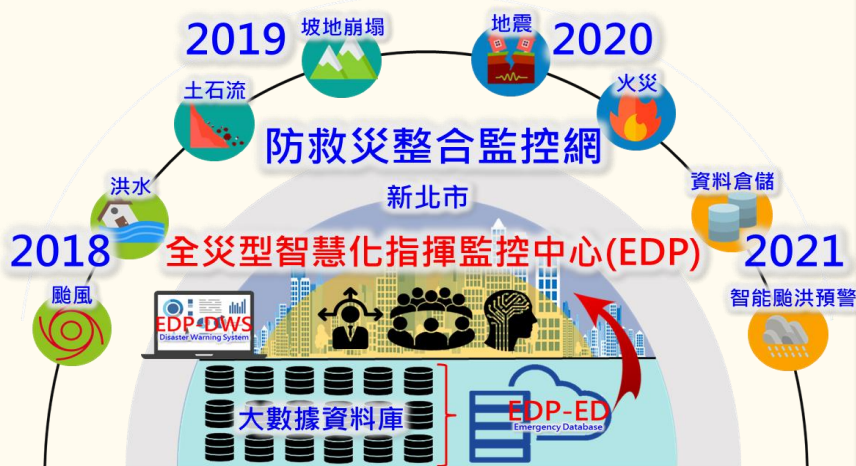 2019
坡地崩塌
地震
2020
土石流
火災
防救災整合監控網
洪水
新北市
資料倉儲
2018
全災型智慧化指揮監控中心(EDP)
2021
颱風
智能颱洪預警
EDP-DWS
Disaster Warning System
大數據資料庫
EDP-ED
Emergency Database